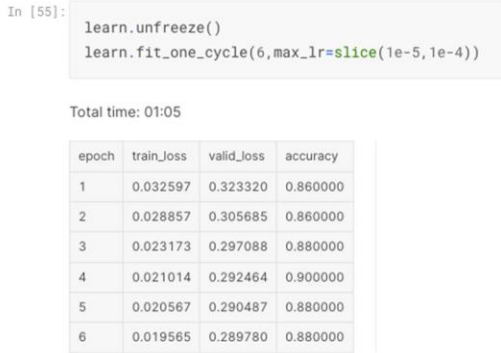 In [55]:
learn.unfreeze()
learn.fit_one_cycle(6,max_lr=slice(1e-5,1e-4))
Total time: 01:05
epoch train_loss valid_loss accuracy
1 0.032597 0.323320 0.860000
2 0.028857 0.305685 0.860000
3 0.023173 0.297088 0.880000
4 0.021014 0.292464 0.900000
5 0.020567 0.290487 0.880000
6 0.019565 0.289780 0.880000